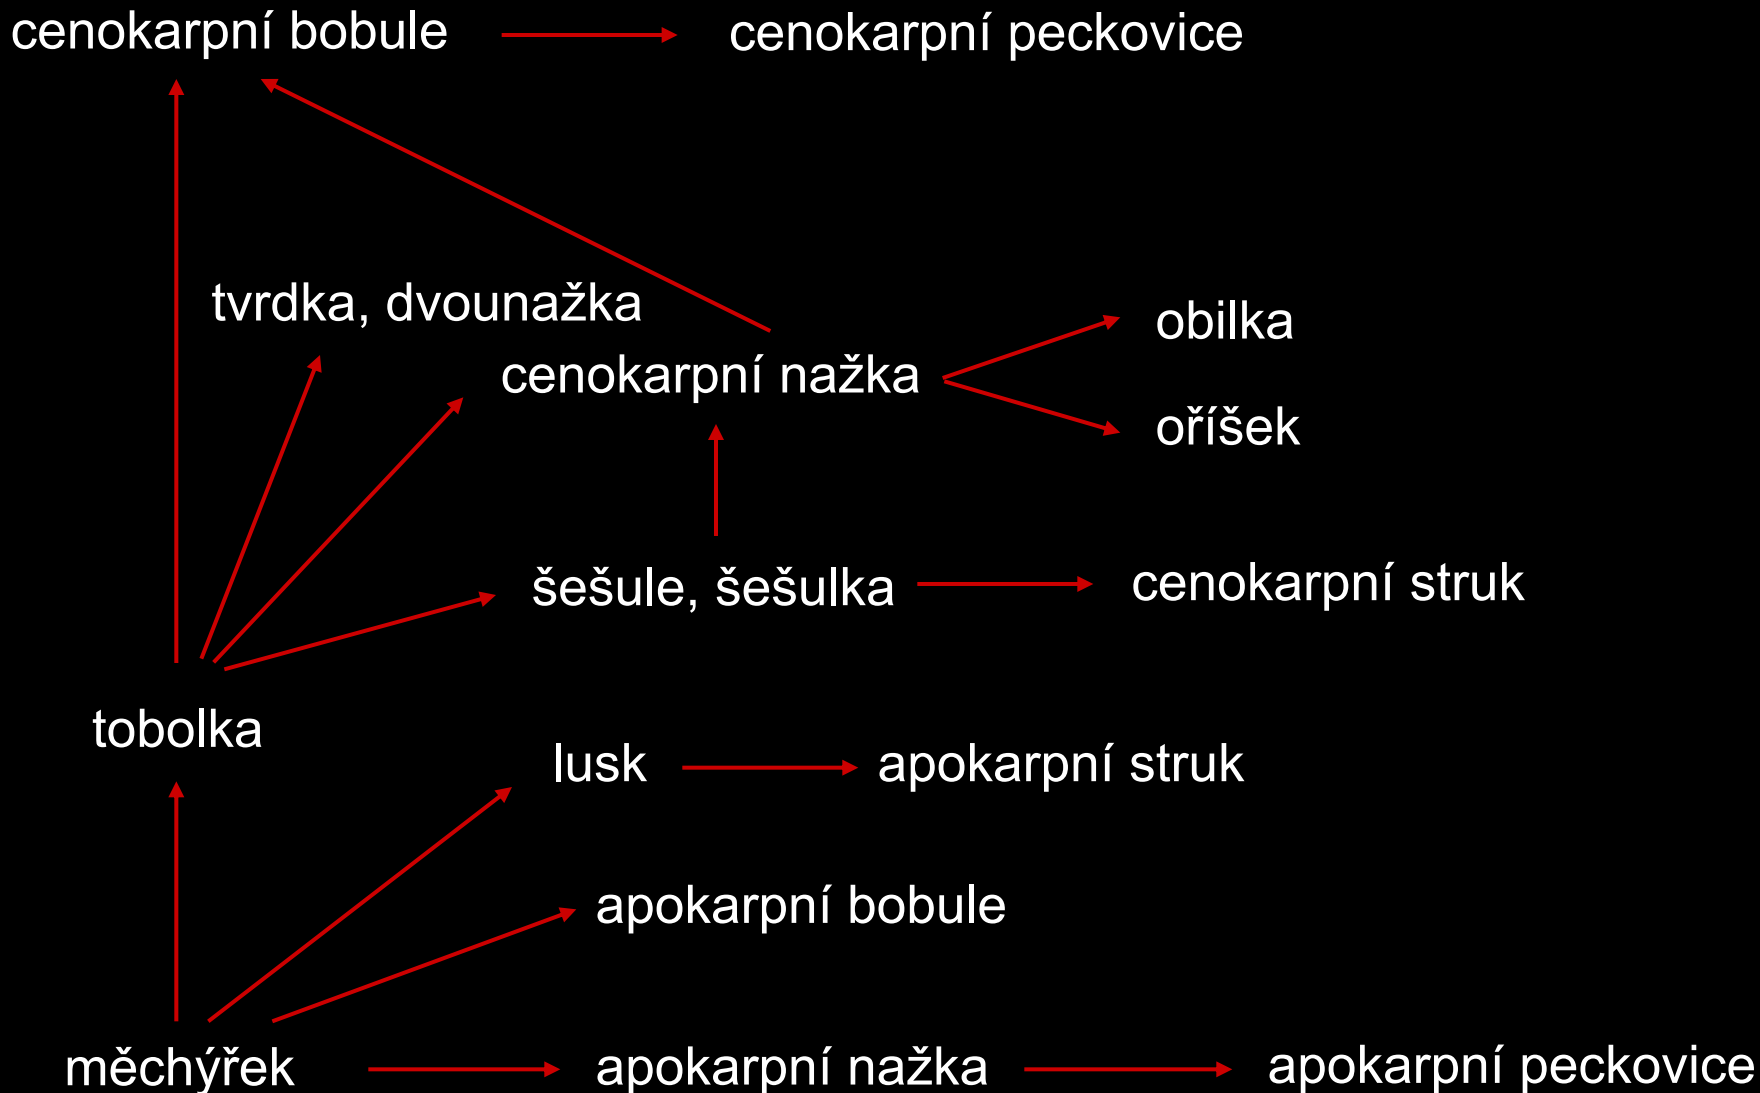 cenokarpní bobule
cenokarpní peckovice
tvrdka, dvounažka
obilka
cenokarpní nažka
oříšek
šešule, šešulka
cenokarpní struk
tobolka
lusk
apokarpní struk
apokarpní bobule
měchýřek
apokarpní nažka
apokarpní peckovice